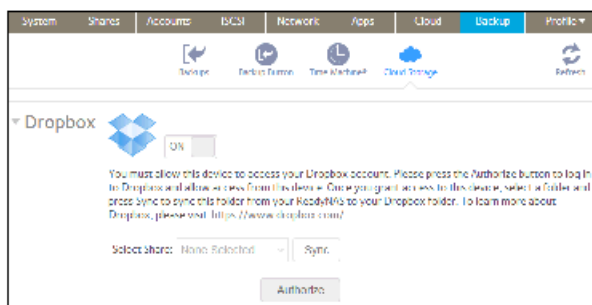 System Shares Accounts iSCSI Network Apps Cloud Backup Profile
Backups Backup Button Time Machine® Cloud Storage Refresh
Dropbox
ON
You must allow this device to access your Dropbox account. Please press the Authorize button to log in
to Dropbox and allow access from this device. Once you grant access to this device, select a folder and
press Sync to sync this folder from your ReadyNAS to your Dropbox folder. To learn more about
Dropbox, please visit https://www.dropbox.com/
Select Share: None Selected Sync
Authorize